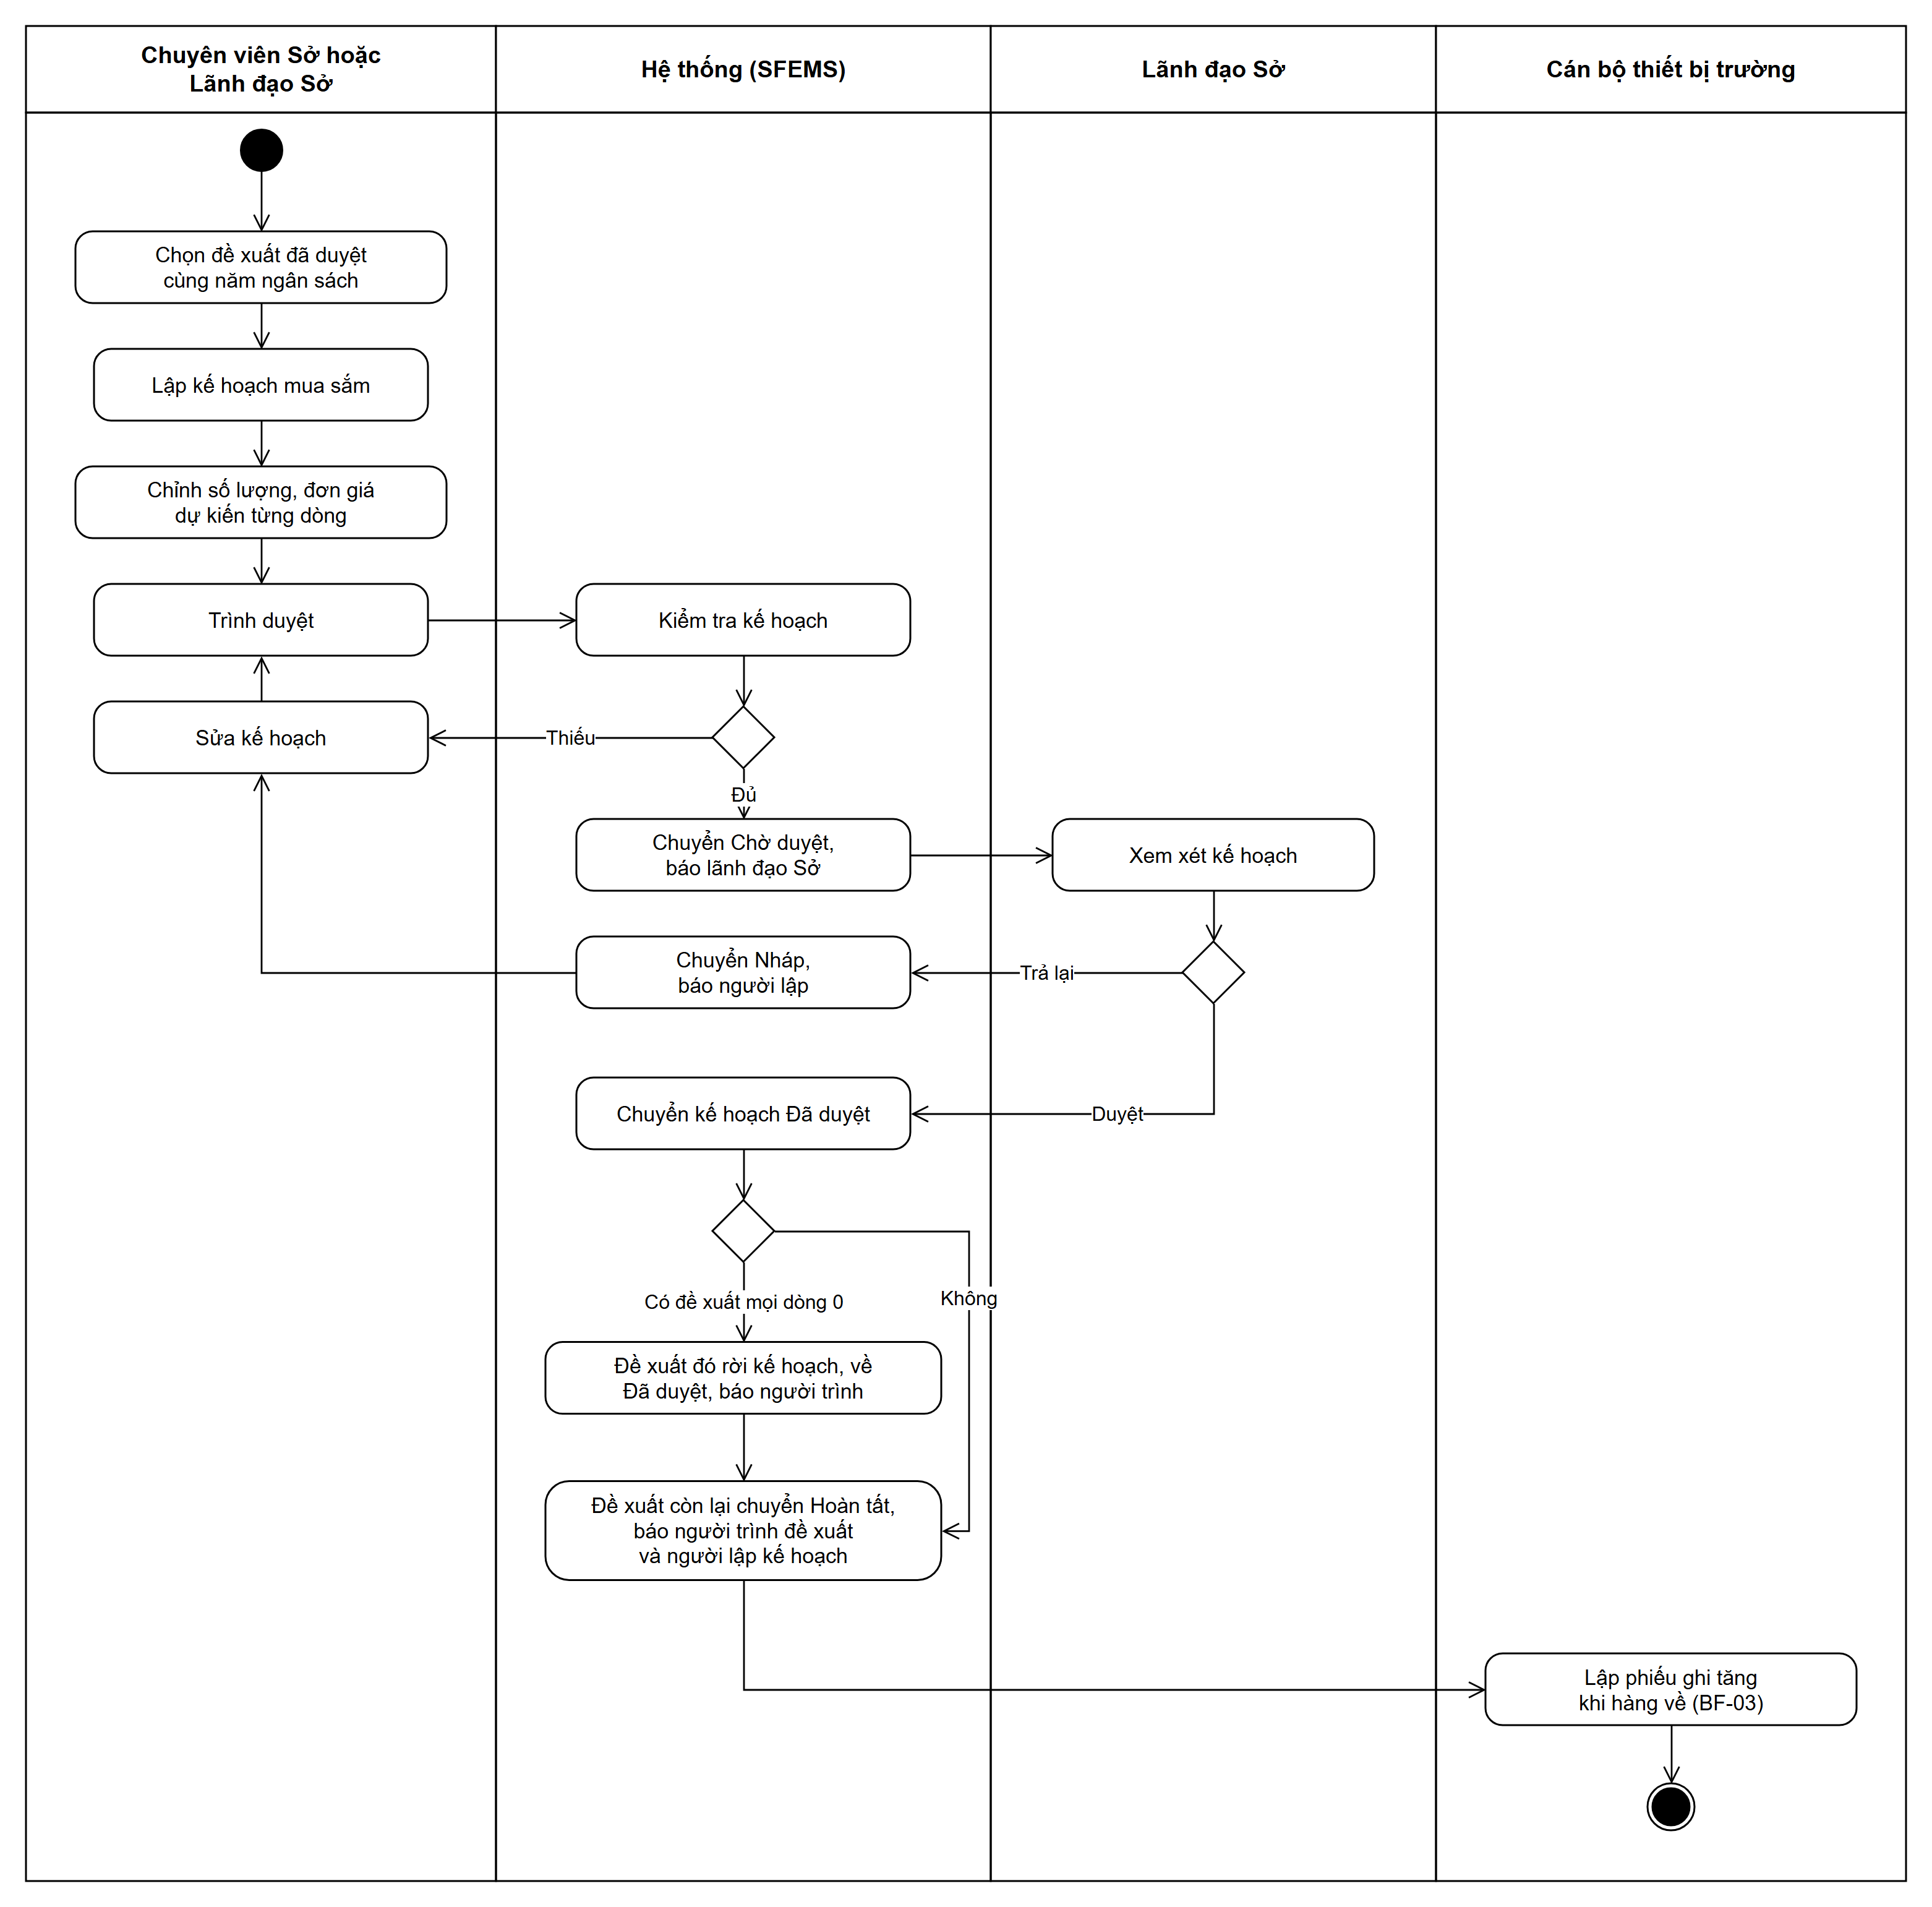 Chuyên viên Sở hoặc
Lãnh đạo Sở
Hệ thống (SFEMS)
Lãnh đạo Sở
Cán bộ thiết bị trường
Chọn đề xuất đã duyệt
cùng năm ngân sách
Lập kế hoạch mua sắm
Chỉnh số lượng, đơn giá
dự kiến từng dòng
Trình duyệt
Kiểm tra kế hoạch
Sửa kế hoạch
Thiếu
Đủ
Chuyển Chờ duyệt,
báo lãnh đạo Sở
Xem xét kế hoạch
Chuyển Nháp,
báo người lập
Trả lại
Chuyển kế hoạch Đã duyệt
Duyệt
Có đề xuất mọi dòng 0
Không
Đề xuất đó rời kế hoạch, về
Đã duyệt, báo người trình
Đề xuất còn lại chuyển Hoàn tất,
báo người trình đề xuất
và người lập kế hoạch
Lập phiếu ghi tăng
khi hàng về (BF-03)